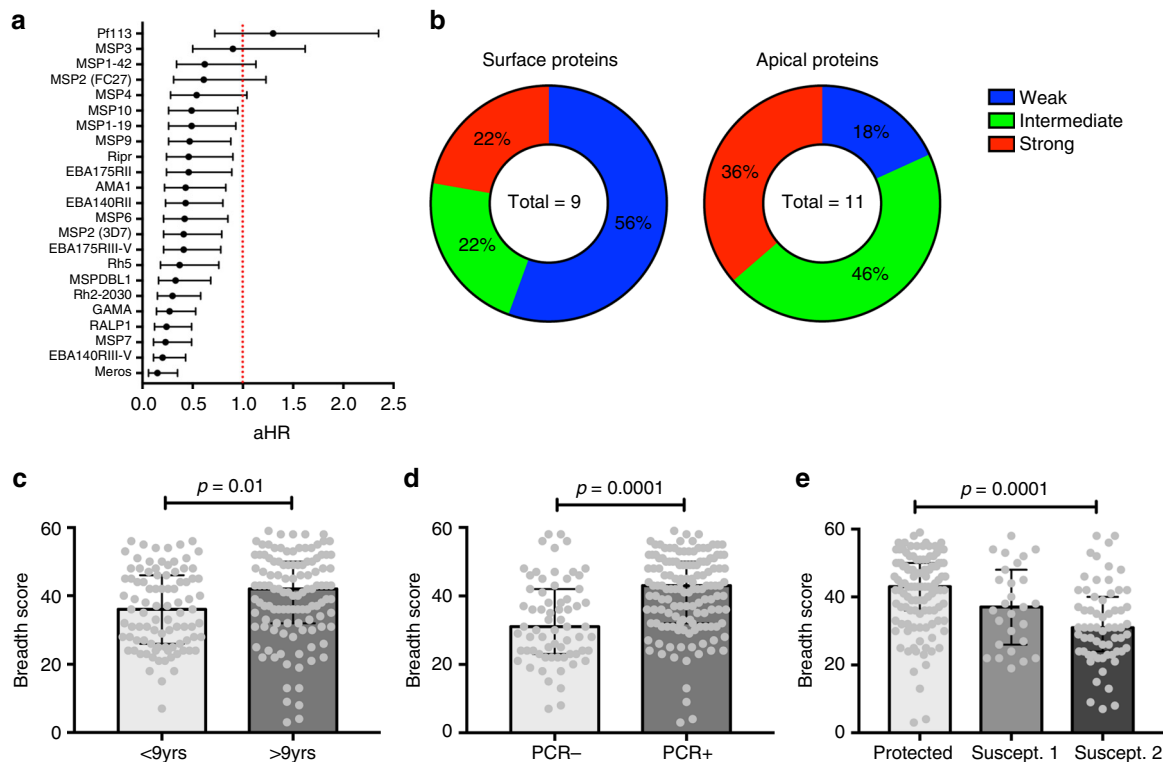 a
Pf113
MSP3
MSP1-42
MSP2 (FC27)
MSP4
MSP10
MSP1-19
MSP9
Ripr
EBA175RII
AMA1
EBA140RII
MSP6
MSP2 (3D7)
EBA175RIII-V
Rh5
MSPDBL1
Rh2-2030
GAMA
RALP1
MSP7
EBA140RIII-V
Meros
0.0 0.5 1.0 1.5 2.0 2.5
aHR
b
Surface proteins
22%
22%
56%
Total = 9
Apical proteins
18%
36%
46%
Total = 11
Weak
Intermediate
Strong
c
p = 0.01
Breadth score
60
40
20
0
<9yrs >9yrs
d
p = 0.0001
Breadth score
60
40
20
0
PCR– PCR+
e
p = 0.0001
Breadth score
60
40
20
0
Protected Suscept. 1 Suscept. 2